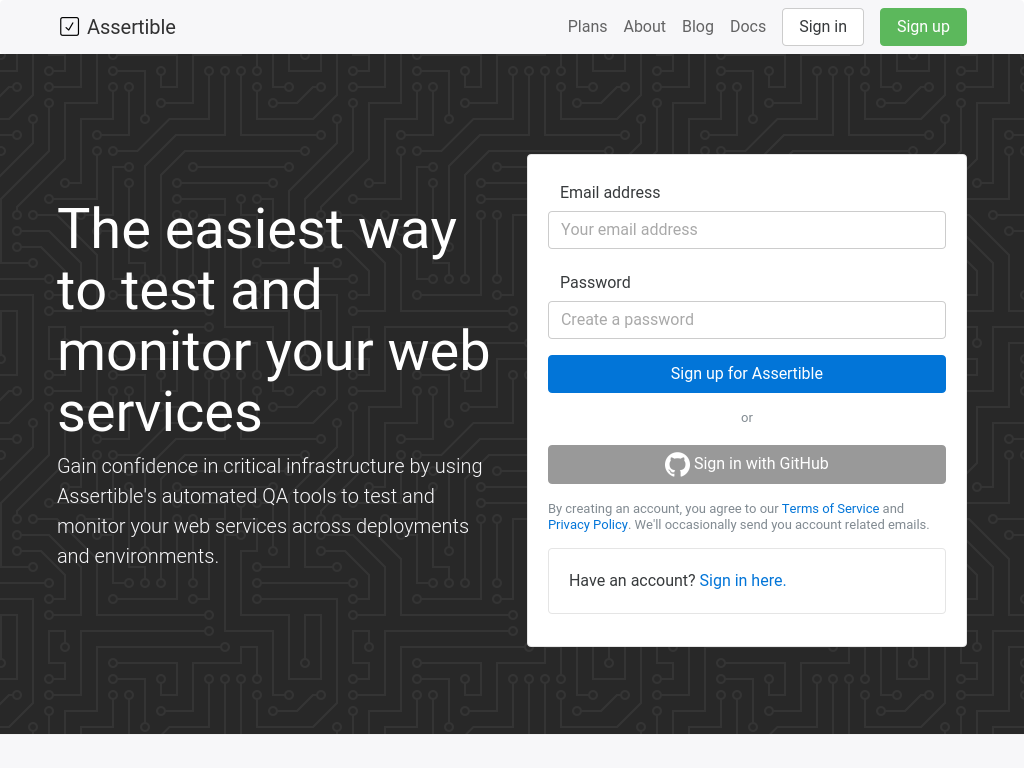 Assertible
Plans About Blog Docs Sign in Sign up
The easiest way
to test and
monitor your web
services
Gain confidence in critical infrastructure by using
Assertible's automated QA tools to test and
monitor your web services across deployments
and environments.
Email address
Your email address
Password
Create a password
Sign up for Assertible
or
Sign in with GitHub
By creating an account, you agree to our Terms of Service and
Privacy Policy. We'll occasionally send you account related emails.
Have an account? Sign in here.